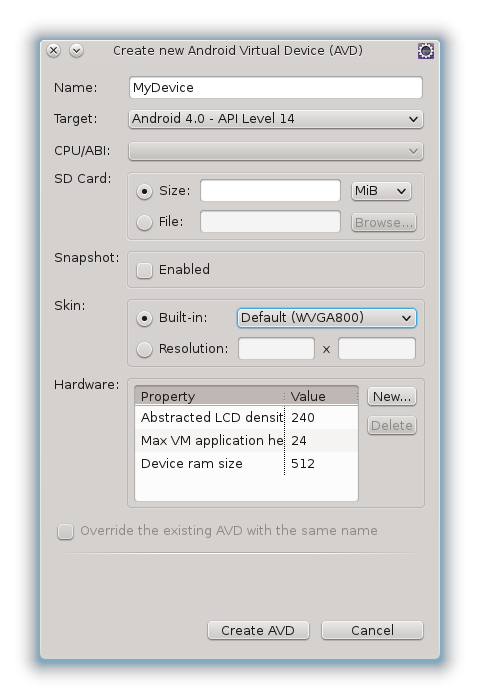 Create new Android Virtual Device (AVD)
Name: MyDevice
Target: Android 4.0 - API Level 14
CPU/ABI:
SD Card:
Size: MiB
File: Browse...
Snapshot:
Enabled
Skin:
Built-in: Default (WVGA800)
Resolution: x
Hardware:
Property Value New...
Abstracted LCD densit 240 Delete
Max VM application he 24
Device ram size 512
Override the existing AVD with the same name
Create AVD Cancel